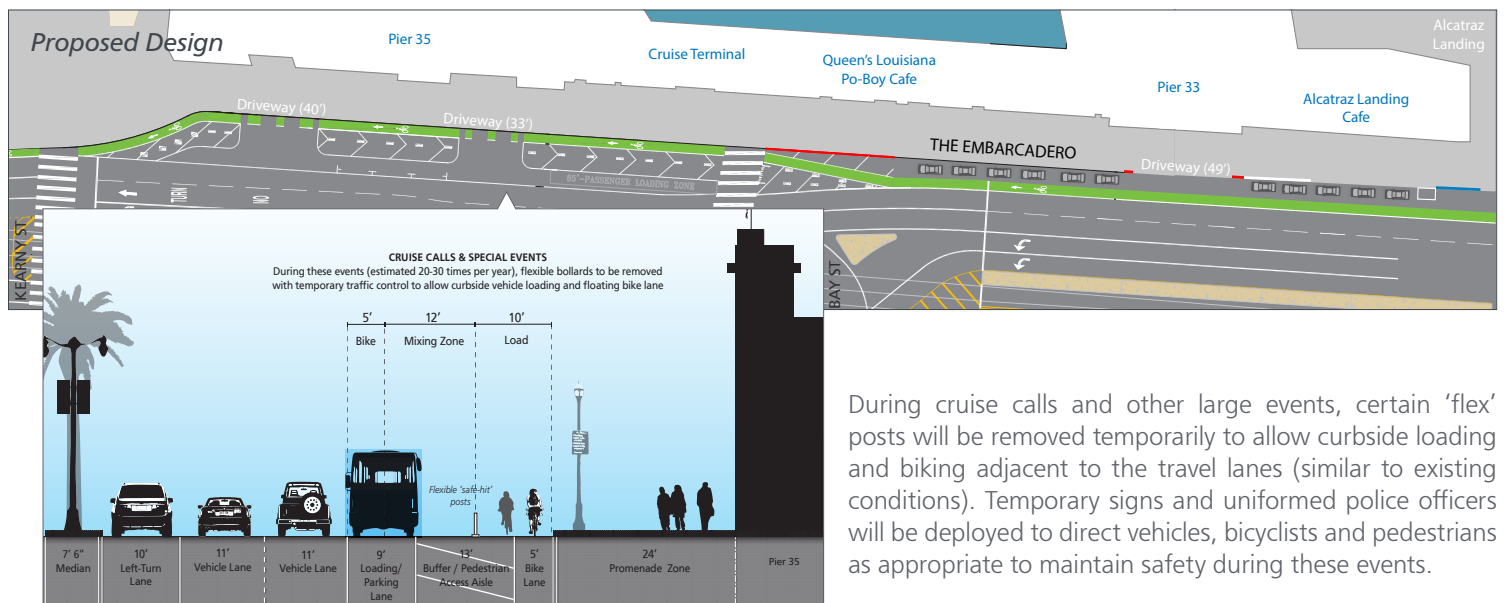 Proposed Design
Pier 35
Cruise Terminal
Queen's Louisiana
Po-Boy Cafe
Pier 33
Alcatraz Landing
Cafe
Alcatraz
Landing
Driveway (40')
Driveway (33')
THE EMBARCADERO
Driveway (49')
85'-PASSENGER LOADING ZONE
TURN
NO
KEARNY ST
BAY ST
CRUISE CALLS & SPECIAL EVENTS
During these events (estimated 20-30 times per year), flexible bollards to be removed
with temporary traffic control to allow curbside vehicle loading and floating bike lane
5' 12' 10'
Bike Mixing Zone Load
Flexible 'safe-hit'
posts
7' 6"
Median
10'
Left-Turn
Lane
11'
Vehicle Lane
11'
Vehicle Lane
9'
Loading/
Parking
Lane
13'
Buffer / Pedestrian
Access Aisle
5'
Bike
Lane
24'
Promenade Zone
Pier 35
During cruise calls and other large events, certain ‘flex’
posts will be removed temporarily to allow curbside loading
and biking adjacent to the travel lanes (similar to existing
conditions). Temporary signs and uniformed police officers
will be deployed to direct vehicles, bicyclists and pedestrians
as appropriate to maintain safety during these events.